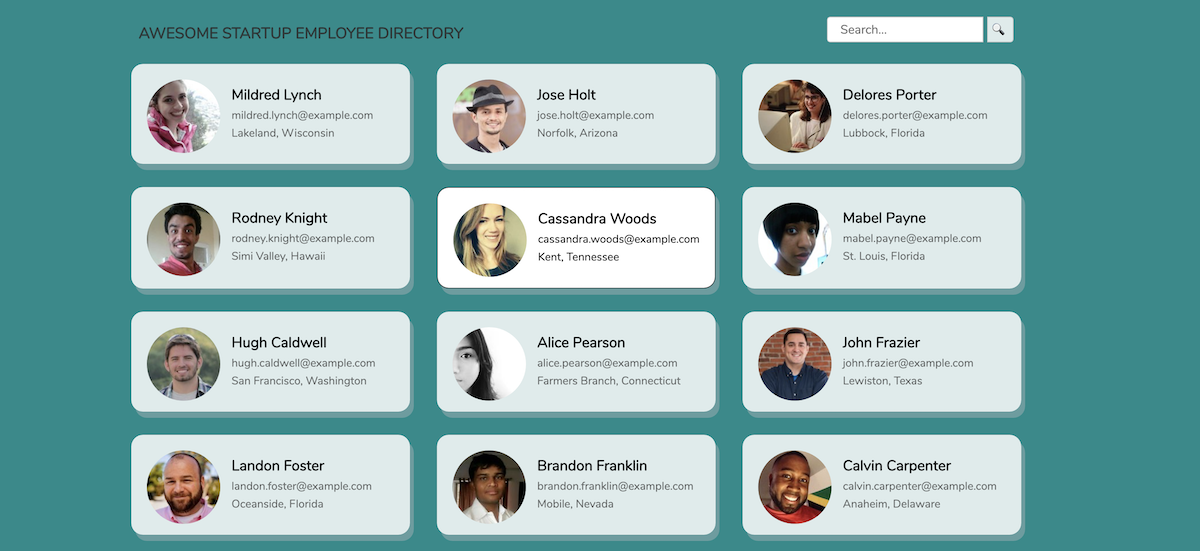 AWESOME STARTUP EMPLOYEE DIRECTORY
Search...
Mildred Lynch
mildred.lynch@example.com
Lakeland, Wisconsin
Jose Holt
jose.holt@example.com
Norfolk, Arizona
Delores Porter
delores.porter@example.com
Lubbock, Florida
Rodney Knight
rodney.knight@example.com
Simi Valley, Hawaii
Cassandra Woods
cassandra.woods@example.com
Kent, Tennessee
Mabel Payne
mabel.payne@example.com
St. Louis, Florida
Hugh Caldwell
hugh.caldwell@example.com
San Francisco, Washington
Alice Pearson
alice.pearson@example.com
Farmers Branch, Connecticut
John Frazier
john.frazier@example.com
Lewiston, Texas
Landon Foster
landon.foster@example.com
Oceanside, Florida
Brandon Franklin
brandon.franklin@example.com
Mobile, Nevada
Calvin Carpenter
calvin.carpenter@example.com
Anaheim, Delaware